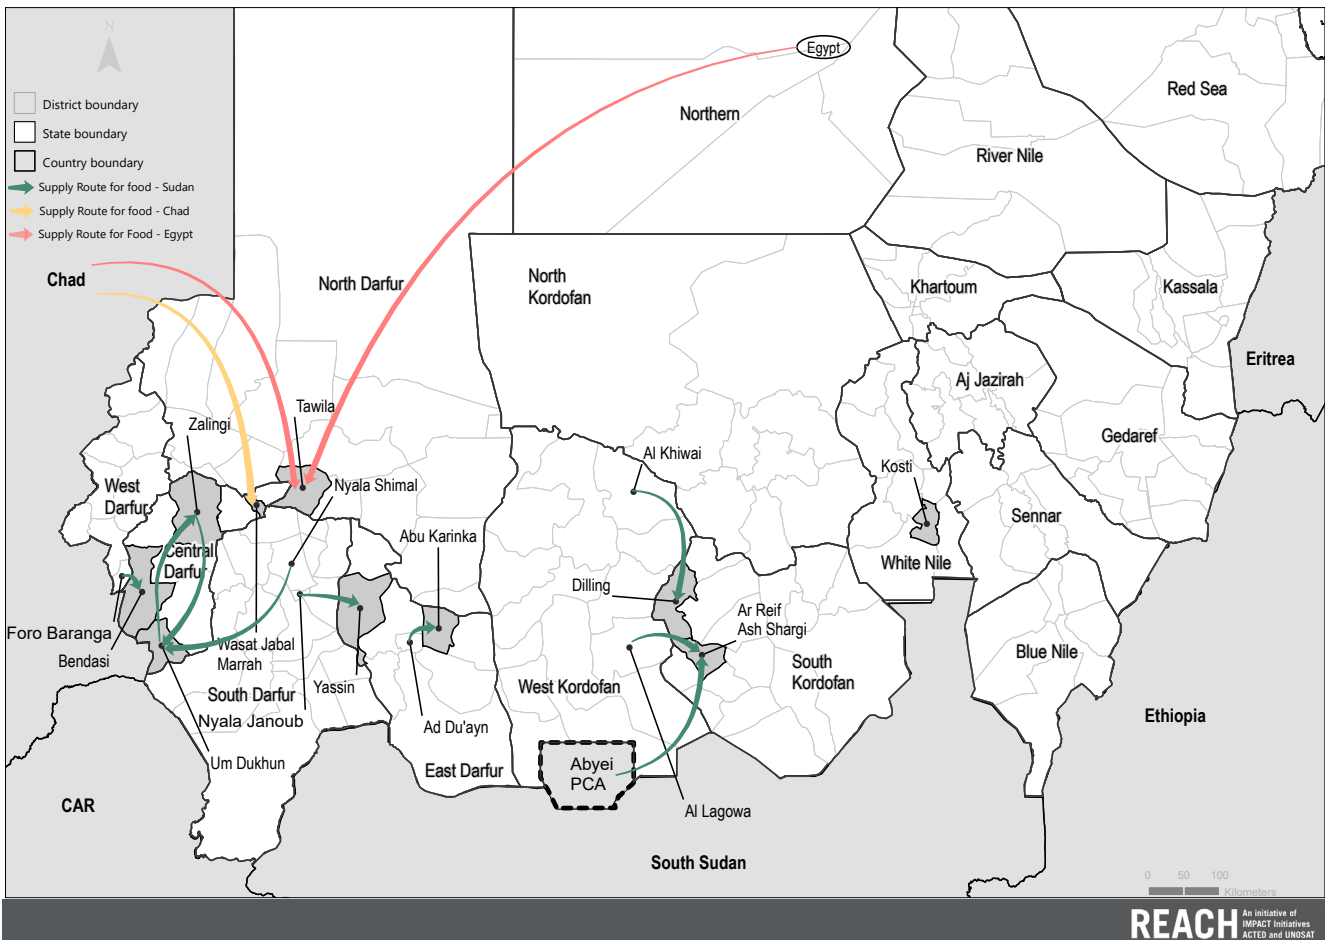 N
Egypt
Red Sea
District boundary
Northern
State boundary
River Nile
Country boundary
Supply Route for food - Sudan
Supply Route for food - Chad
Supply Route for Food - Egypt
Chad
North Darfur
North
Kordofan
Khartoum
Kassala
Eritrea
Aj Jazirah
Tawila
Zalingi
Gedaref
Al Khiwai
Kosti
West
Darfur
Nyala Shimal
Sennar
Abu Karinka
Central
Darfur
White Nile
Dilling
Ar Reif
Ash Shargi
Foro Baranga
Bendasi
Wasat Jabal
Marrah
Blue Nile
South
Kordofan
Yassin
West Kordofan
South Darfur
Nyala Janoub
Ad Du'ayn
Ethiopia
Um Dukhun
East Darfur
Abyei
PCA
CAR
Al Lagowa
South Sudan
0 50 100
Kilometers
REACH
An initiative of
IMPACT Initiatives
ACTED and UNOSAT